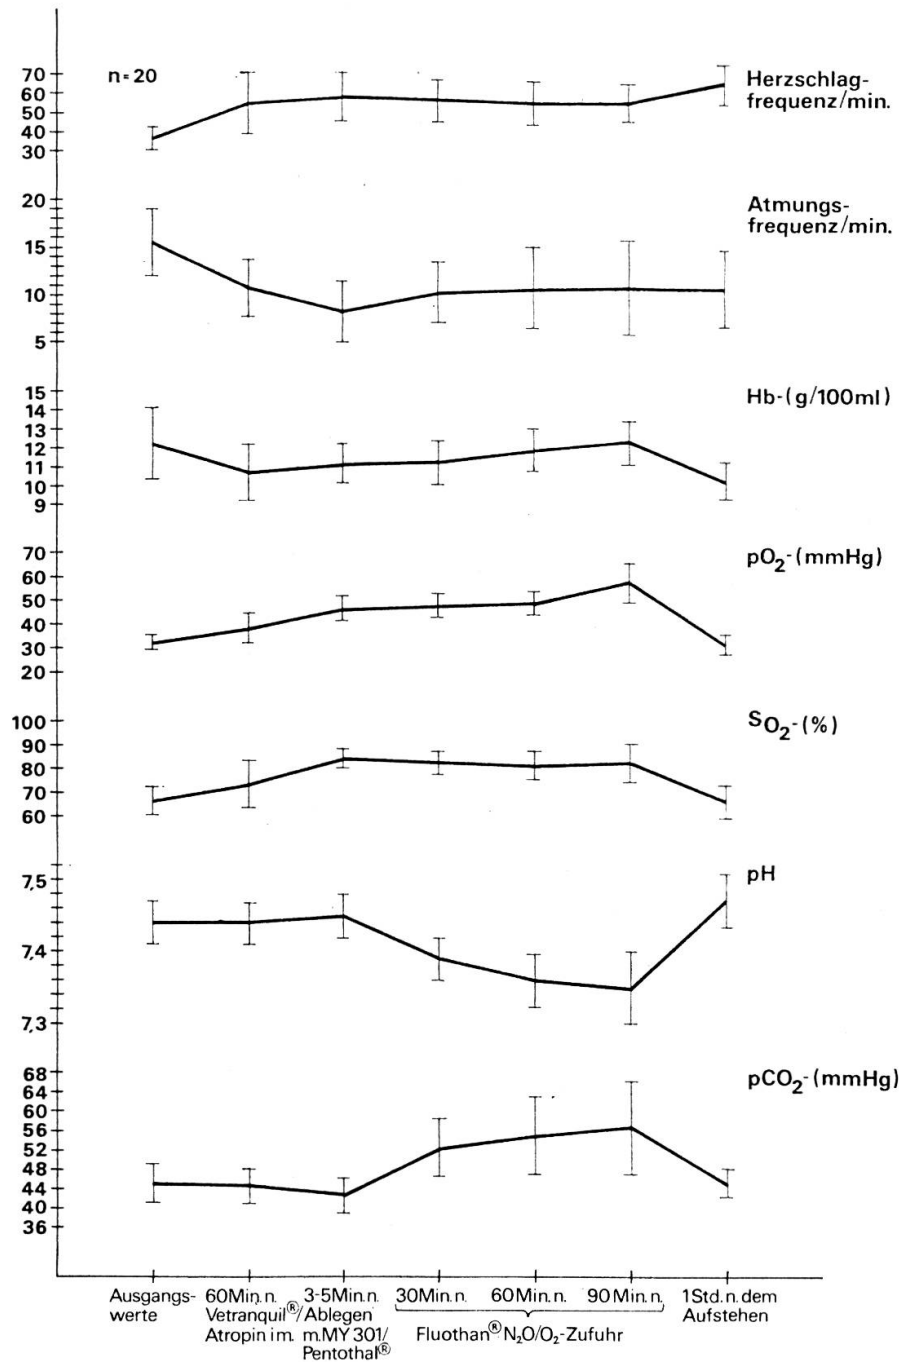 n=20
70
60
50
40
30
Herzschlag-
frequenz/min.
20
15
10
5
Atmungs-
frequenz/min.
15
14
13
12
11
10
9
Hb-(g/100ml)
70
60
50
40
30
20
pO₂-(mmHg)
100
90
80
70
60
SO₂-(%)
7,5
7,4
7,3
pH
68
64
60
56
52
48
44
40
36
pCO₂-(mmHg)
Ausgangs-
werte
60Min.n.
Vetranquil®/
Atropin im.
3-5Min.n.
Ablegen
m.MY 301/
Pentothal®
30Min.n.
60Min.n.
90Min.n.
Fluothan® N₂O/O₂-Zufuhr
1Std.n.dem
Aufstehen